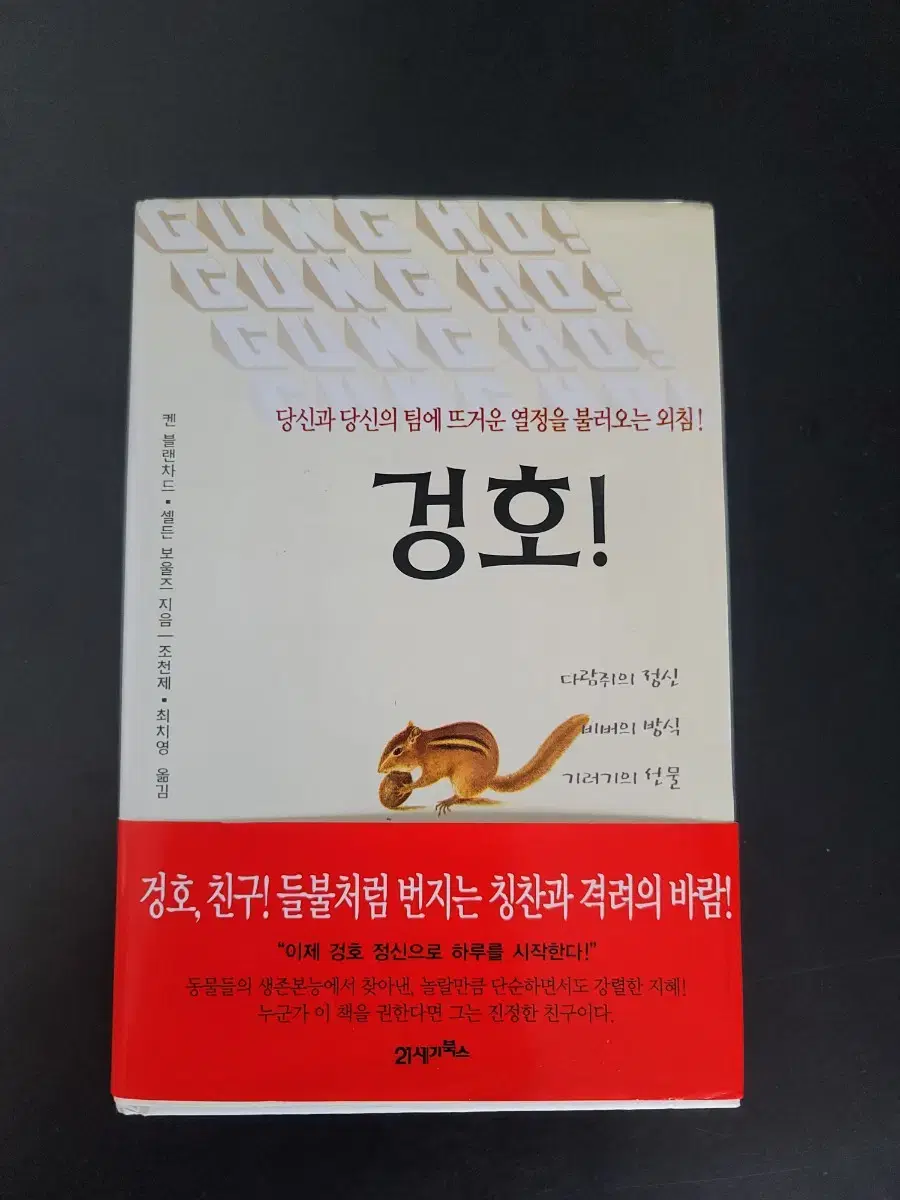 GUNG HO!
GUNG HO!
GUNG HO!
GUNG HO!
당신과 당신의 팀에 뜨거운 열정을 불러오는 외침!
겅호!
켄 블랜차드 · 셀든 보울즈 지음 | 조천제 · 최치영 옮김
다람쥐의 정신
비버의 방식
기러기의 선물
겅호, 친구! 들불처럼 번지는 칭찬과 격려의 바람!
“이제 겅호 정신으로 하루를 시작한다!”
동물들의 생존본능에서 찾아낸, 놀랄만큼 단순하면서도 강렬한 지혜!
누군가 이 책을 권한다면 그는 진정한 친구이다.
21세기북스